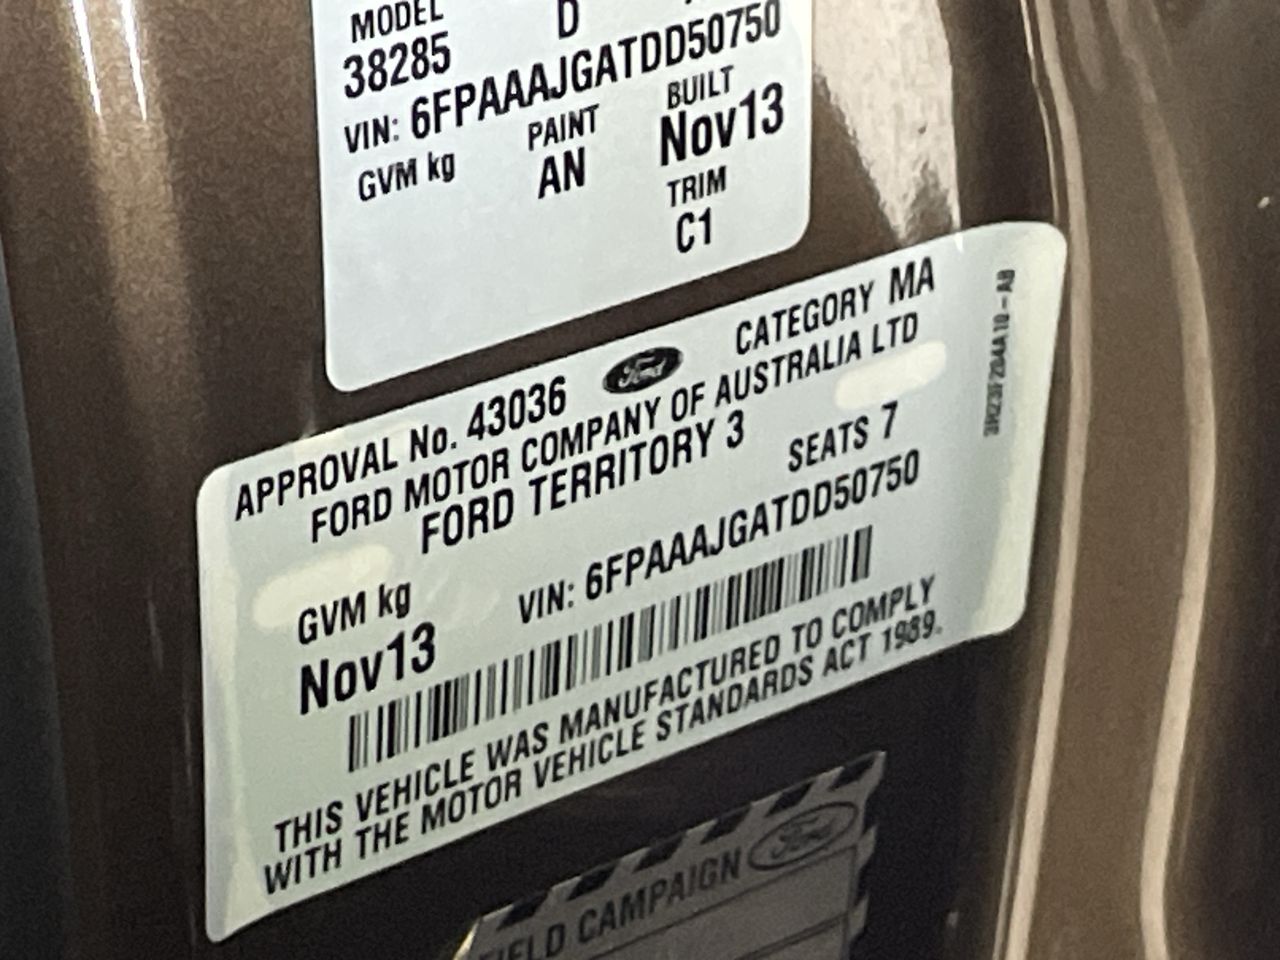 MODEL D
38285
VIN: 6FPAAAJGATDD50750
GVM kg PAINT BUILT
AN Nov13
TRIM
C1
APPROVAL No. 43036 Ford CATEGORY MA
FORD MOTOR COMPANY OF AUSTRALIA LTD
FORD TERRITORY 3
SEATS 7
GVM kg VIN: 6FPAAAJGATDD50750
Nov13
THIS VEHICLE WAS MANUFACTURED TO COMPLY
WITH THE MOTOR VEHICLE STANDARDS ACT 1989.
FIELD CAMPAIGN Ford